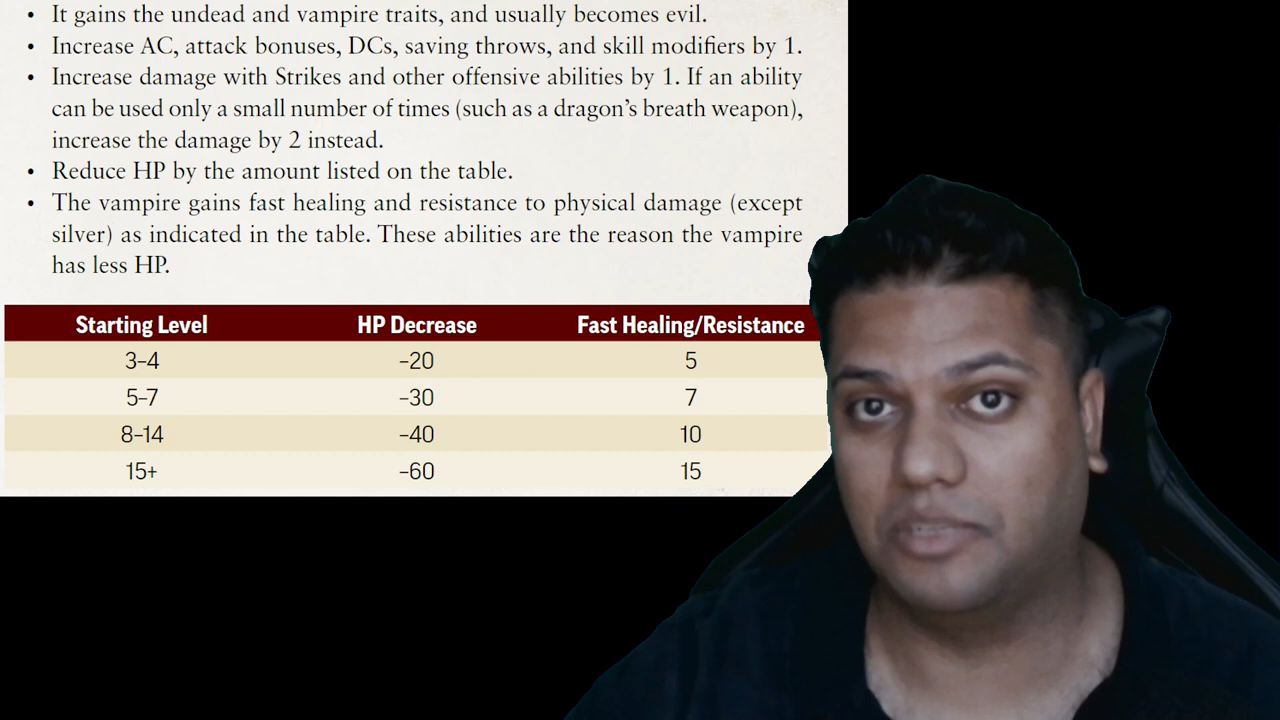 • It gains the undead and vampire traits, and usually becomes evil.
• Increase AC, attack bonuses, DCs, saving throws, and skill modifiers by 1.
• Increase damage with Strikes and other offensive abilities by 1. If an ability
can be used only a small number of times (such as a dragon’s breath weapon),
increase the damage by 2 instead.
• Reduce HP by the amount listed on the table.
• The vampire gains fast healing and resistance to physical damage (except
silver) as indicated in the table. These abilities are the reason the vampire
has less HP.
Starting Level HP Decrease Fast Healing/Resistance
3–4 –20 5
5–7 –30 7
8–14 –40 10
15+ –60 15